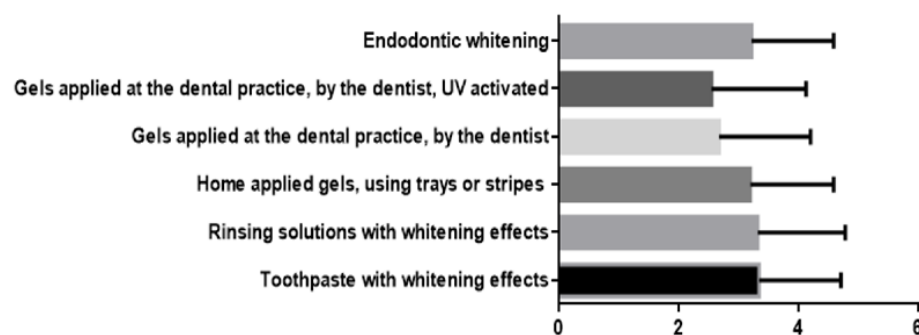 Endodontic whitening
Gels applied at the dental practice, by the dentist, UV activated
Gels applied at the dental practice, by the dentist
Home applied gels, using trays or stripes
Rinsing solutions with whitening effects
Toothpaste with whitening effects
0 2 4 6